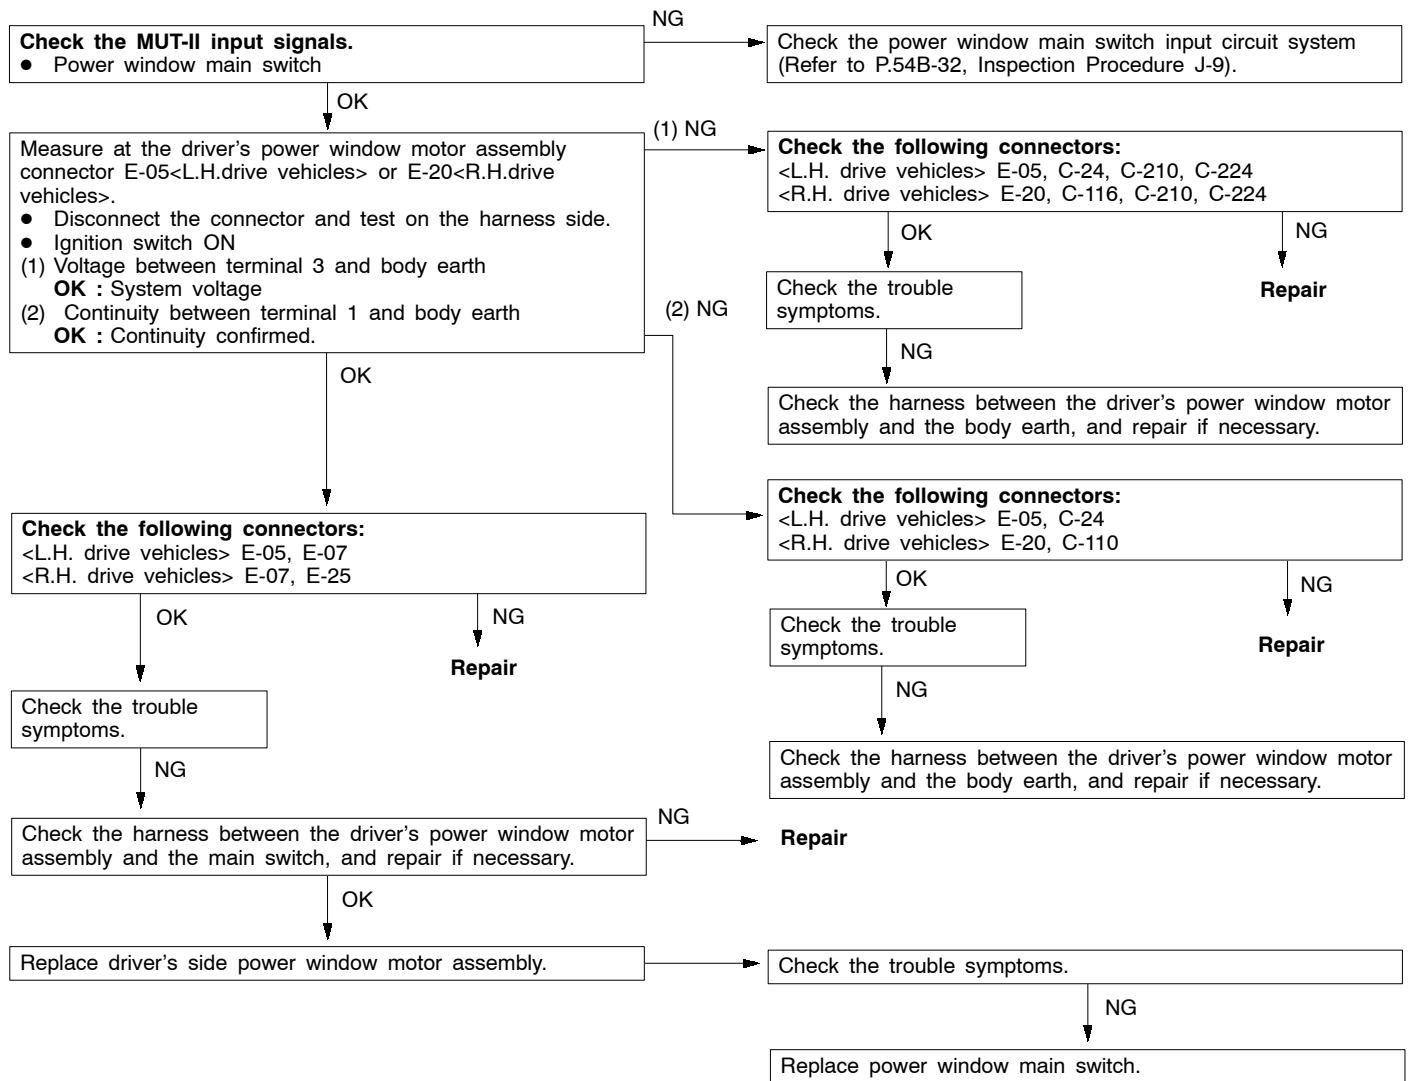 NG
Check the MUT-II input signals.
● Power window main switch
Check the power window main switch input circuit system
(Refer to P.54B-32, Inspection Procedure J-9).
OK
Measure at the driver's power window motor assembly
connector E-05<L.H.drive vehicles> or E-20<R.H.drive
vehicles>.
● Disconnect the connector and test on the harness side.
● Ignition switch ON
(1) Voltage between terminal 3 and body earth
OK : System voltage
(2) Continuity between terminal 1 and body earth
OK : Continuity confirmed.
(1) NG
Check the following connectors:
<L.H. drive vehicles> E-05, C-24, C-210, C-224
<R.H. drive vehicles> E-20, C-116, C-210, C-224
OK
NG
Check the trouble
symptoms.
Repair
NG
Check the harness between the driver's power window motor
assembly and the body earth, and repair if necessary.
(2) NG
Check the following connectors:
<L.H. drive vehicles> E-05, C-24
<R.H. drive vehicles> E-20, C-110
OK
NG
Check the trouble
symptoms.
Repair
NG
Check the harness between the driver's power window motor
assembly and the body earth, and repair if necessary.
OK
Check the following connectors:
<L.H. drive vehicles> E-05, E-07
<R.H. drive vehicles> E-07, E-25
OK
NG
Repair
Check the trouble
symptoms.
NG
Check the harness between the driver's power window motor
assembly and the main switch, and repair if necessary.
NG
Repair
OK
Replace driver's side power window motor assembly.
Check the trouble symptoms.
NG
Replace power window main switch.